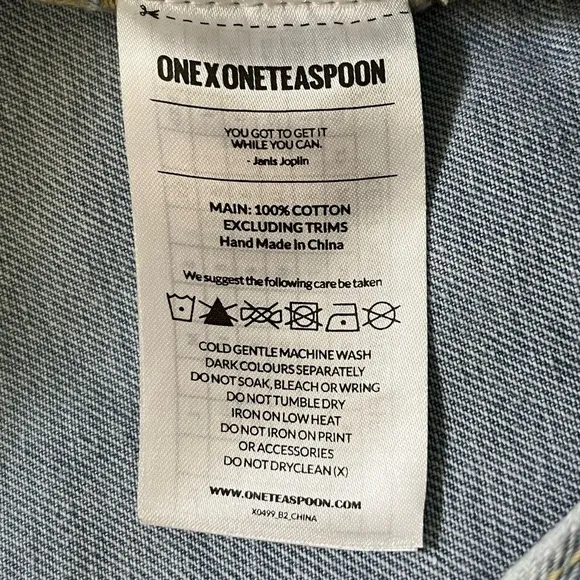 ONEXONETEASPOON
YOU GOT TO GET IT
WHILE YOU CAN.
- Janis Joplin
MAIN: 100% COTTON
EXCLUDING TRIMS
Hand Made in China
We suggest the following care be taken
COLD GENTLE MACHINE WASH
DARK COLOURS SEPARATELY
DO NOT SOAK, BLEACH OR WRING
DO NOT TUMBLE DRY
IRON ON LOW HEAT
DO NOT IRON ON PRINT
OR ACCESSORIES
DO NOT DRYCLEAN (X)
WWW.ONETEASPOON.COM
X0499_B2_CHINA